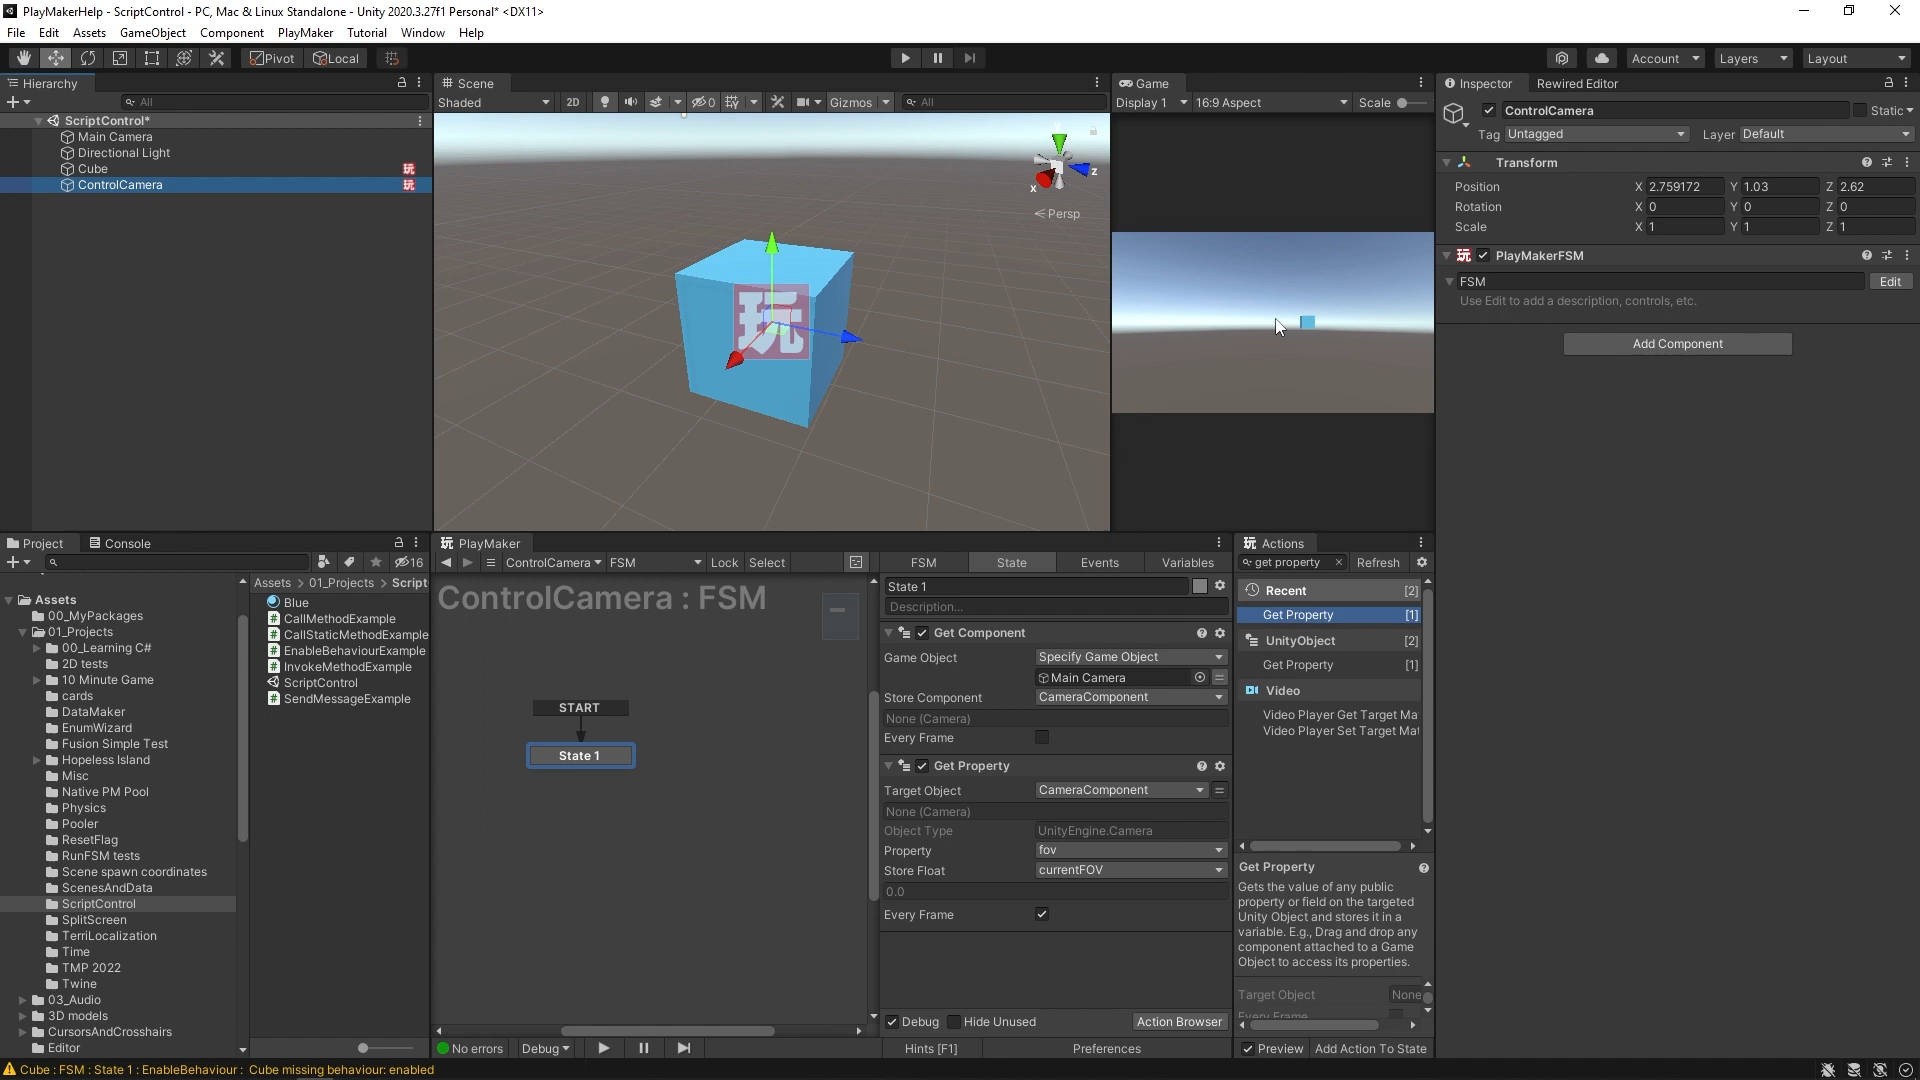 PlayMakerHelp - ScriptControl - PC, Mac & Linux Standalone - Unity 2020.3.27f1 Personal* <DX11>
File Edit Assets GameObject Component PlayMaker Tutorial Window Help
Pivot Local Account Layers Layout
Hierarchy
All
ScriptControl*
Main Camera
Directional Light
Cube 玩
ControlCamera 玩
Scene
Shaded 2D 0 Gizmos All
x z
Persp
玩
Game
Display 1 16:9 Aspect Scale
Inspector Rewired Editor
ControlCamera Static
Tag Untagged Layer Default
Transform
Position X 2.759172 Y 1.03 Z 2.62
Rotation X 0 Y 0 Z 0
Scale X 1 Y 1 Z 1
玩 PlayMakerFSM
FSM Edit
Use Edit to add a description, controls, etc.
Add Component
Project Console
16
Assets
00_MyPackages
01_Projects
00_Learning C#
2D tests
10 Minute Game
cards
DataMaker
EnumWizard
Fusion Simple Test
Hopeless Island
Misc
Native PM Pool
Physics
Pooler
ResetFlag
RunFSM tests
Scene spawn coordinates
ScenesAndData
ScriptControl
SplitScreen
TerriLocalization
Time
TMP 2022
Twine
03_Audio
3D models
CursorsAndCrosshairs
Editor
Assets > 01_Projects > Script
Blue
CallMethodExample
CallStaticMethodExample
EnableBehaviourExample
InvokeMethodExample
ScriptControl
SendMessageExample
玩 PlayMaker
ControlCamera FSM Lock Select
ControlCamera : FSM
START
State 1
No errors Debug
FSM State Events Variables
State 1
Description...
Get Component
Game Object Specify Game Object
Main Camera
Store Component CameraComponent
None (Camera)
Every Frame
Get Property
Target Object CameraComponent
None (Camera)
Object Type UnityEngine.Camera
Property fov
Store Float currentFOV
0.0
Every Frame
Debug Hide Unused Action Browser
Hints [F1] Preferences
玩 Actions
get property Refresh
Recent [2]
Get Property [1]
UnityObject [2]
Get Property [1]
Video
Video Player Get Target Ma
Video Player Set Target Mat
Get Property
Gets the value of any public
property or field on the targeted
Unity Object and stores it in a
variable. E.g., Drag and drop any
component attached to a Game
Object to access its properties.
Target Object None
Every Frame
Preview Add Action To State
Cube : FSM : State 1 : EnableBehaviour : Cube missing behaviour: enabled